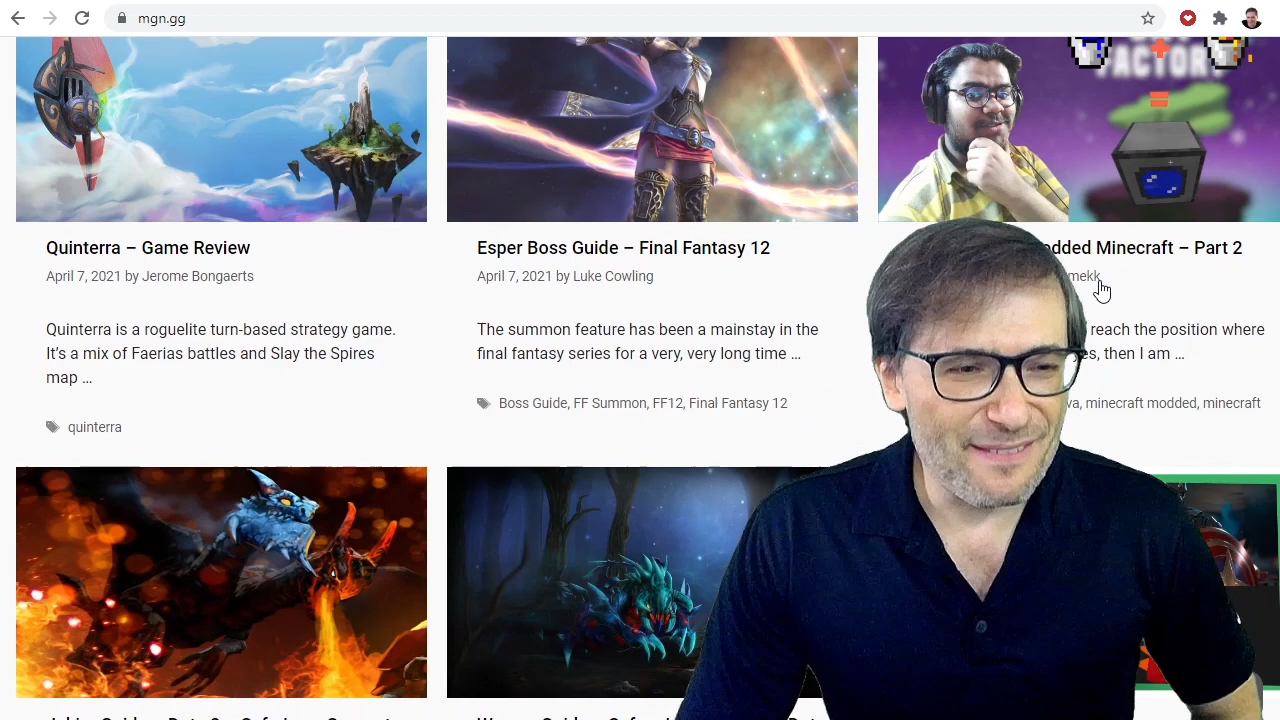 mgn.gg
FACTOR
Quinterra – Game Review
April 7, 2021 by Jerome Bongaerts
Quinterra is a roguelite turn-based strategy game.
It’s a mix of Faerias battles and Slay the Spires
map ...
quinterra
Esper Boss Guide – Final Fantasy 12
April 7, 2021 by Luke Cowling
The summon feature has been a mainstay in the
final fantasy series for a very, very long time ...
Boss Guide, FF Summon, FF12, Final Fantasy 12
Minecraft – Part 2
reach the position where
then I am ...
minecraft modded, minecraft